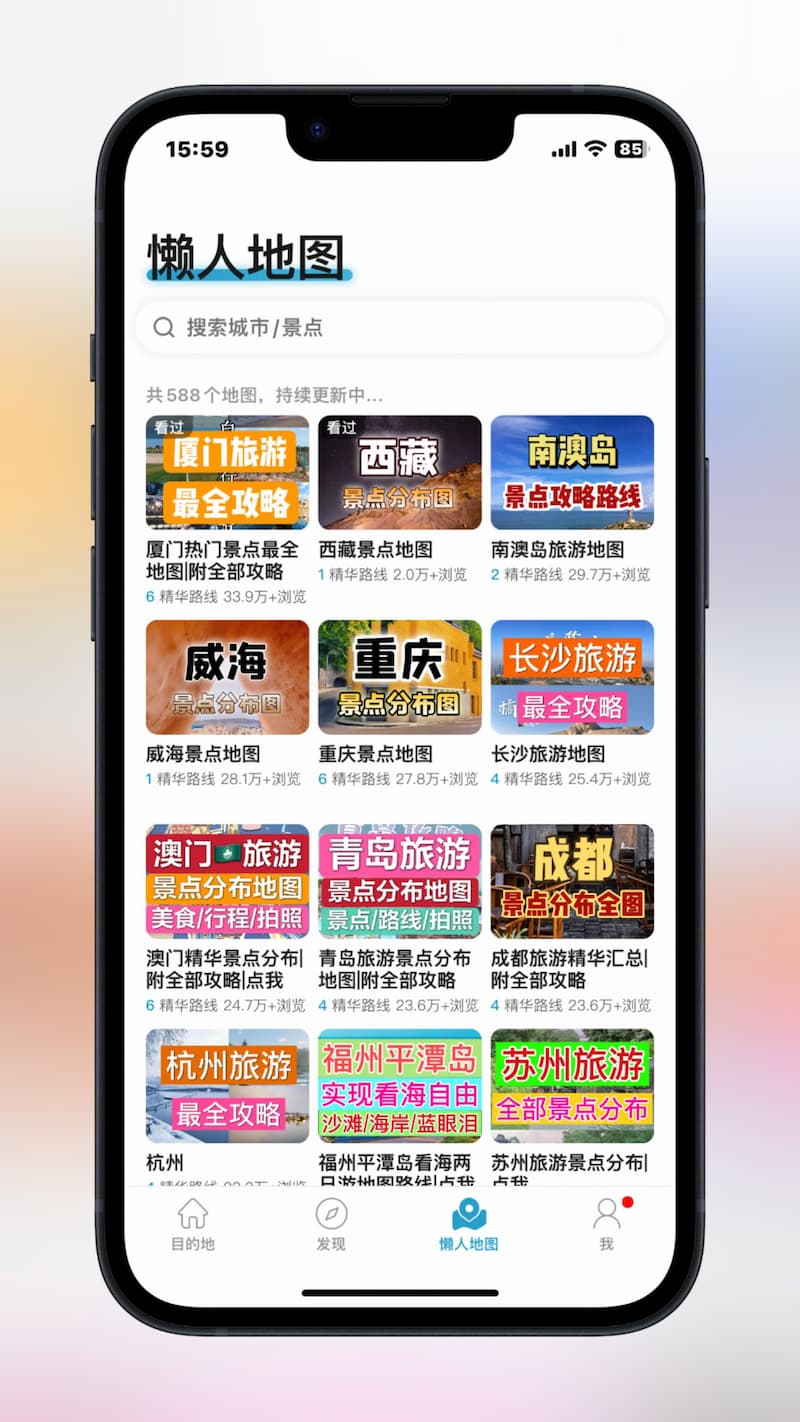 15:59
85
懒人地图
搜索城市/景点
共588个地图，持续更新中...
看过
厦门旅游
最全攻略
看过
西藏
景点分布图
南澳岛
景点攻略路线
厦门热门景点最全
地图|附全部攻略
6 精华路线 33.9万+浏览
西藏景点地图
1 精华路线 2.0万+浏览
南澳岛旅游地图
2 精华路线 29.7万+浏览
威海
景点分布图
重庆
景点分布图
长沙旅游
最全攻略
威海景点地图
1 精华路线 28.1万+浏览
重庆景点地图
6 精华路线 27.8万+浏览
长沙旅游地图
4 精华路线 25.4万+浏览
澳门🇲🇴旅游
景点分布地图
美食/行程/拍照
青岛旅游
景点分布地图
景点/路线/拍照
成都
景点分布全图
澳门精华景点分布|
附全部攻略|点我
6 精华路线 24.7万+浏览
青岛旅游景点分布
地图|附全部攻略
4 精华路线 23.6万+浏览
成都旅游精华汇总|
附全部攻略
4 精华路线 23.6万+浏览
杭州旅游
最全攻略
福州平潭岛
实现看海自由
沙滩/海岸/蓝眼泪
苏州旅游
全部景点分布
杭州
福州平潭岛看海两
日游地图路线|点我
苏州旅游景点分布|
点我
目的地
发现
懒人地图
我